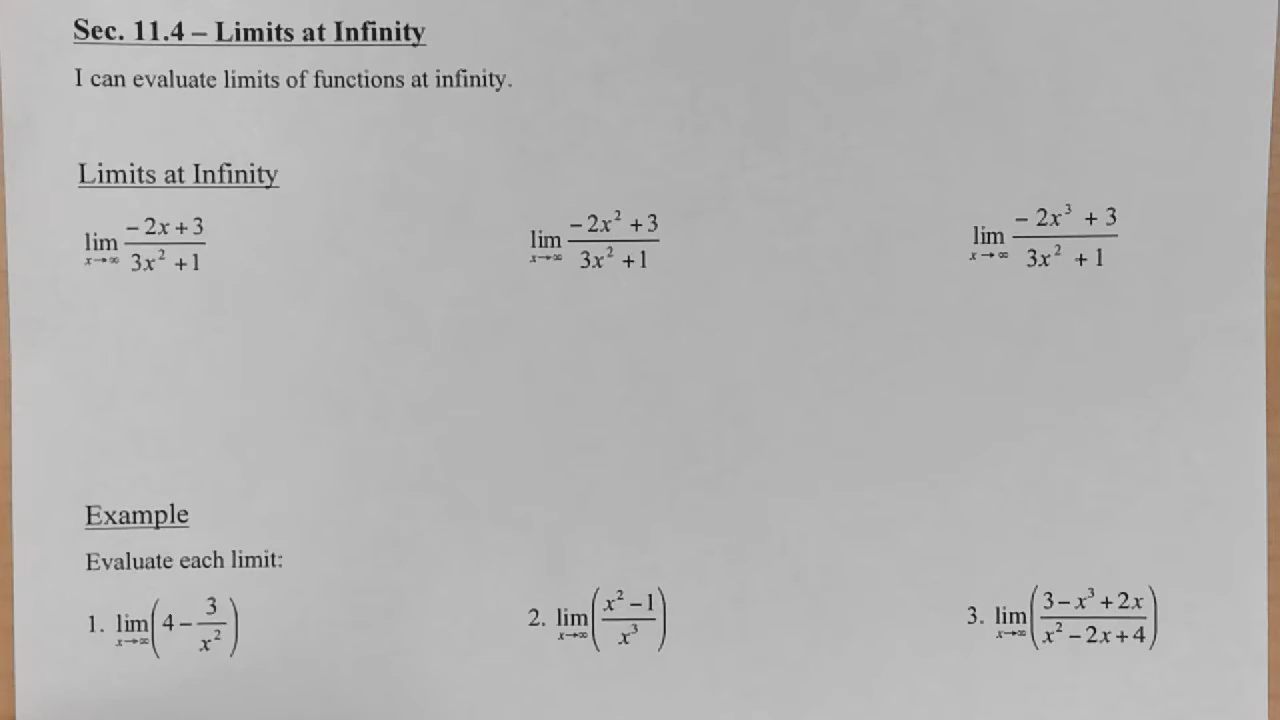 Sec. 11.4 – Limits at Infinity
I can evaluate limits of functions at infinity.
Limits at Infinity
lim x→∞ (-2x+3)/(3x²+1)
lim x→∞ (-2x²+3)/(3x²+1)
lim x→∞ (-2x³+3)/(3x²+1)
Example
Evaluate each limit:
1. lim x→∞ (4 - 3/x²)
2. lim x→∞ ((x²-1)/x³)
3. lim x→∞ ((3-x³+2x)/(x²-2x+4))